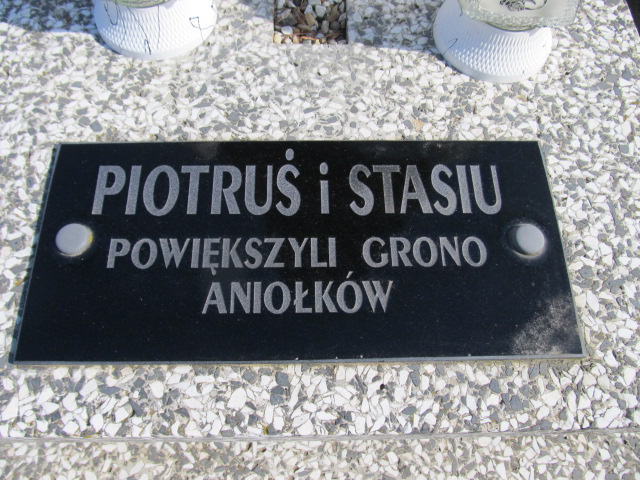 PIOTRUŚ i STASIU
POWIĘKSZYLI GRONO
ANIOŁKÓW